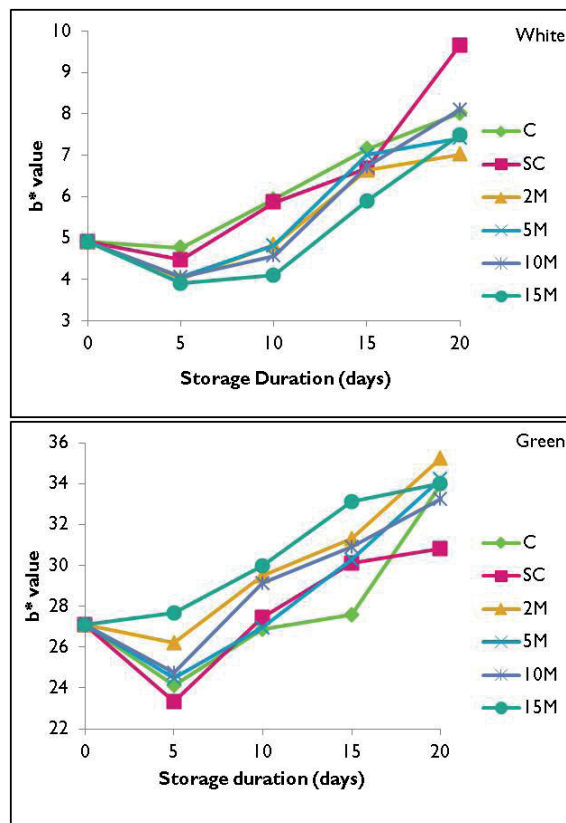 White
10
9
8
7
6
5
4
3
b* value
0 5 10 15 20
Storage Duration (days)
C
SC
2M
5M
10M
15M
Green
36
34
32
30
28
26
24
22
b* value
0 5 10 15 20
Storage duration (days)
C
SC
2M
5M
10M
15M